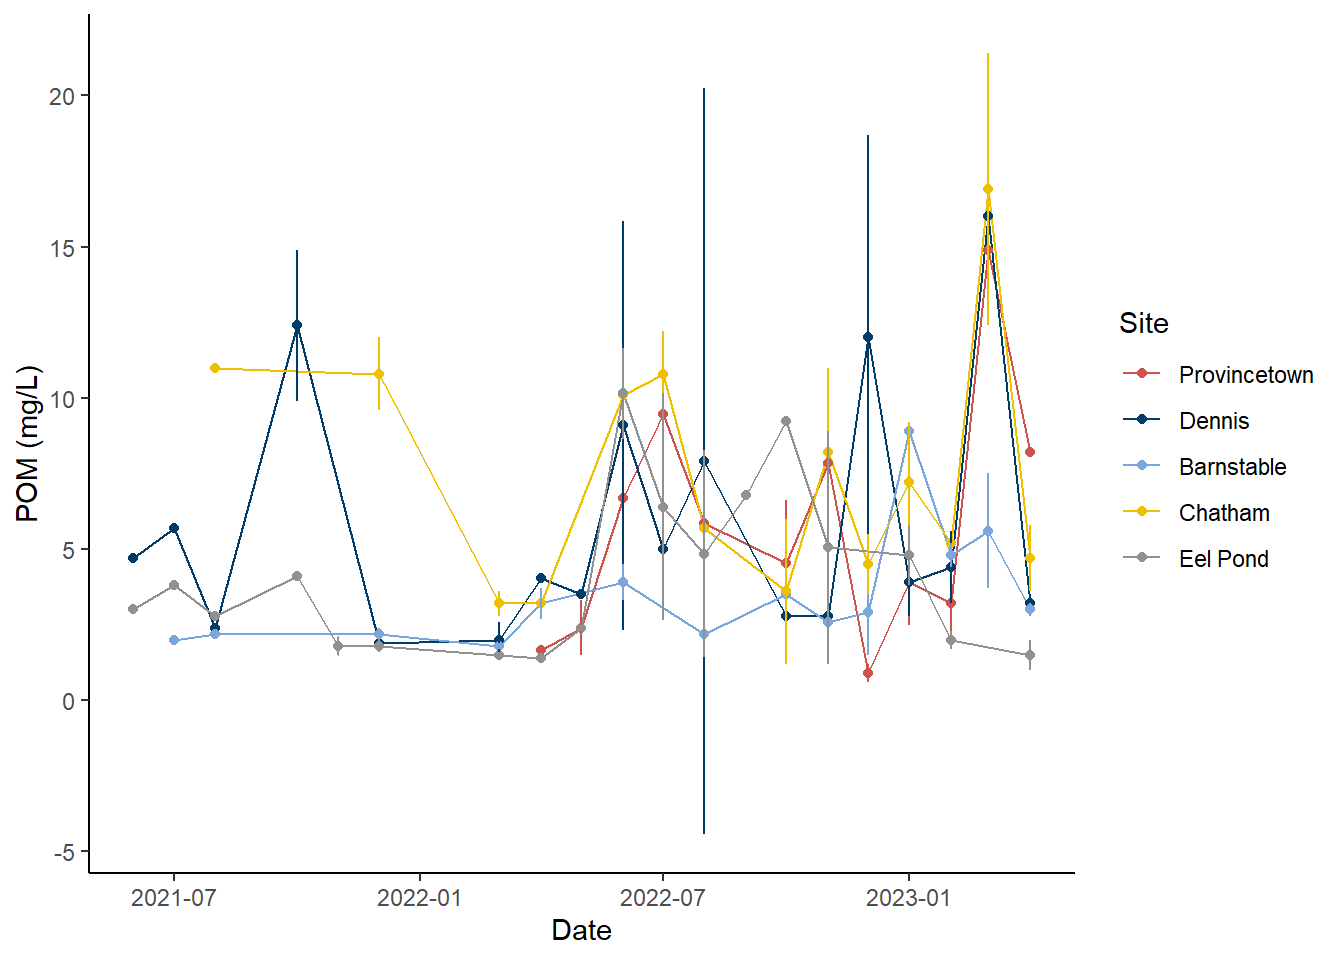 POM (mg/L)
20
15
10
5
0
-5
2021-07
2022-01
2022-07
2023-01
Date
Site
Provincetown
Dennis
Barnstable
Chatham
Eel Pond